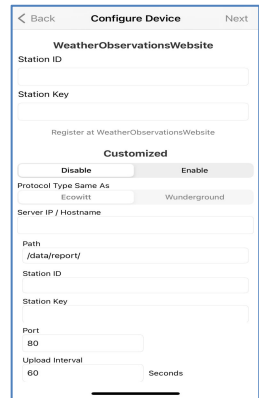 Back Configure Device Next
WeatherObservationsWebsite
Station ID
Station Key
Register at WeatherObservationsWebsite
Customized
Disable Enable
Protocol Type Same As
Ecowitt Wunderground
Server IP / Hostname
Path
/data/report/
Station ID
Station Key
Port
80
Upload Interval
60 Seconds